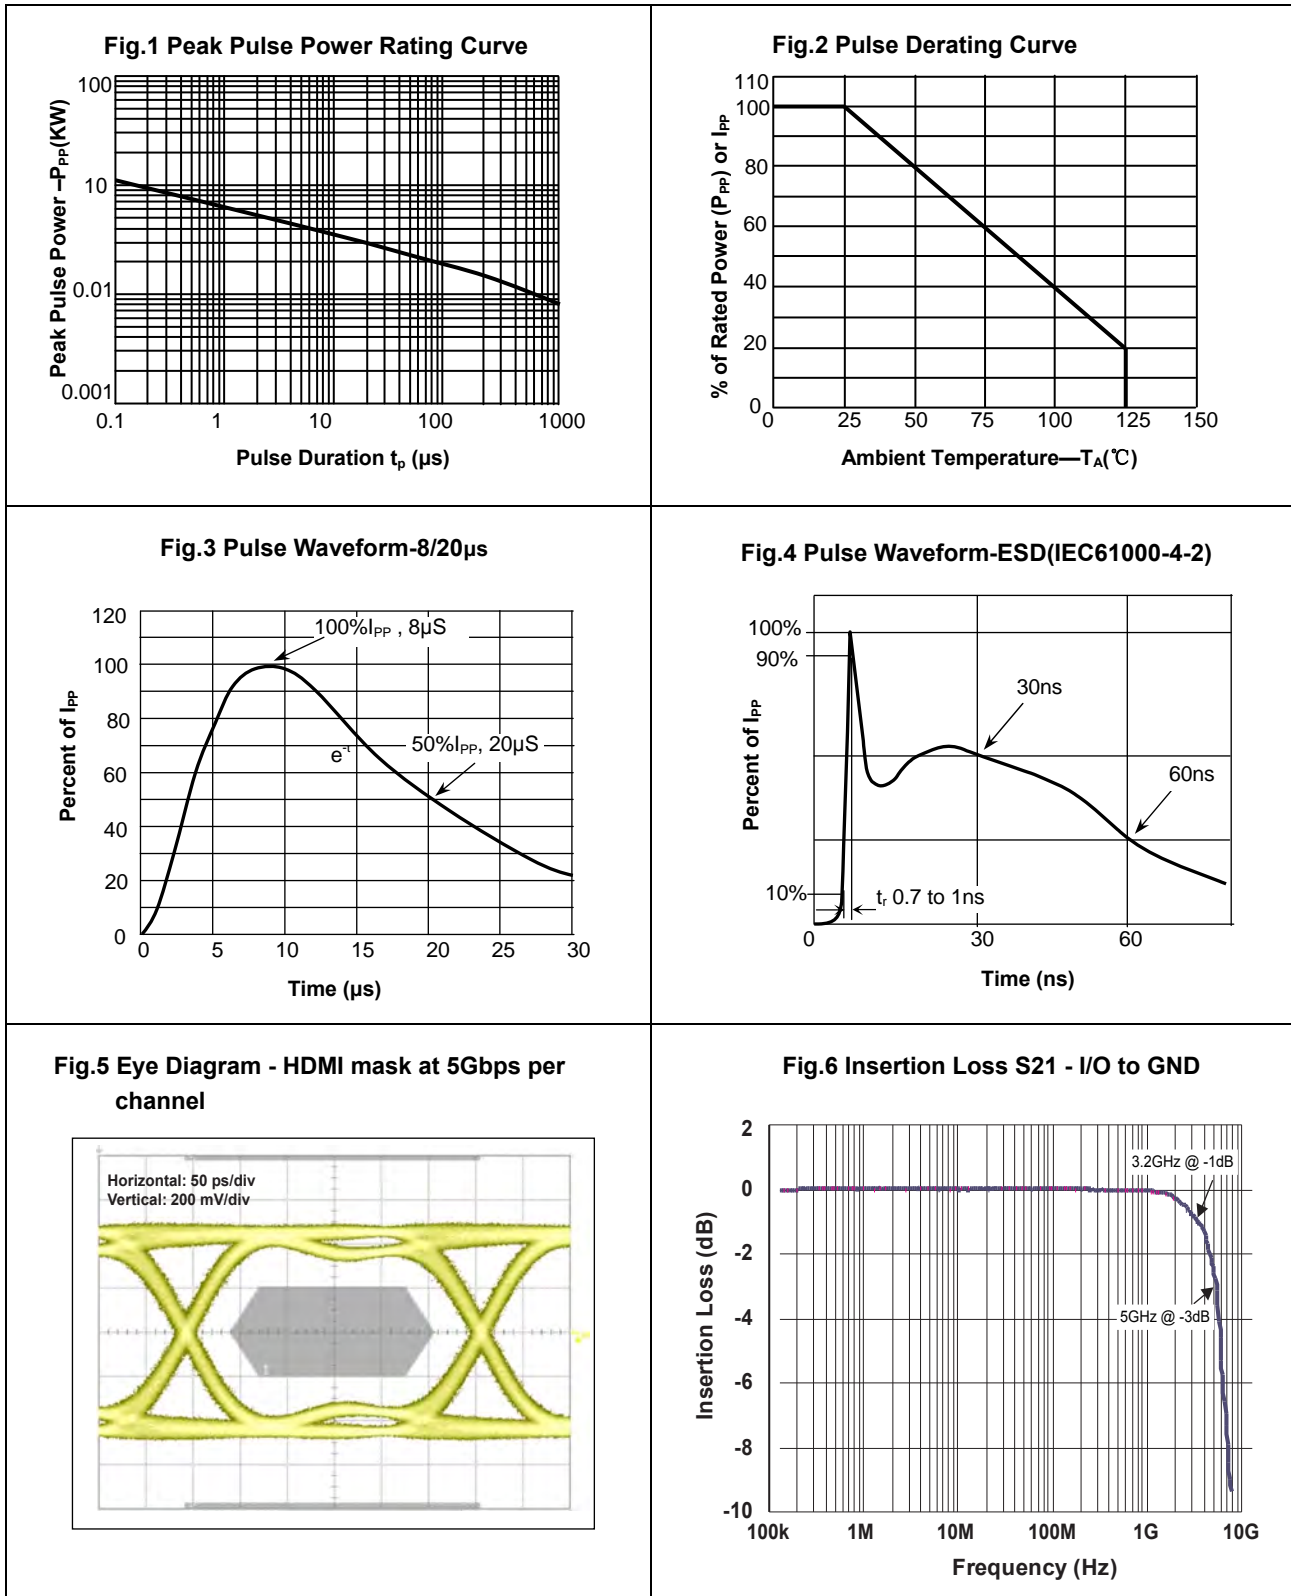 Fig.1 Peak Pulse Power Rating Curve
Peak Pulse Power –PPP(KW)
100
10
0.01
0.001
0.1 1 10 100 1000
Pulse Duration tp (µs)
Fig.2 Pulse Derating Curve
% of Rated Power (PPP) or IPP
110
100
80
60
40
20
0
0 25 50 75 100 125 150
Ambient Temperature—TA(℃)
Fig.3 Pulse Waveform-8/20µs
Percent of IPP
120
100
80
60
40
20
0
100%IPP , 8µS
e-t
50%IPP, 20µS
0 5 10 15 20 25 30
Time (µs)
Fig.4 Pulse Waveform-ESD(IEC61000-4-2)
Percent of IPP
100%
90%
10%
30ns
60ns
tr 0.7 to 1ns
0 30 60
Time (ns)
Fig.5 Eye Diagram - HDMI mask at 5Gbps per
channel
Horizontal: 50 ps/div
Vertical: 200 mV/div
Fig.6 Insertion Loss S21 - I/O to GND
Insertion Loss (dB)
2
0
-2
-4
-6
-8
-10
3.2GHz @ -1dB
5GHz @ -3dB
100k 1M 10M 100M 1G 10G
Frequency (Hz)